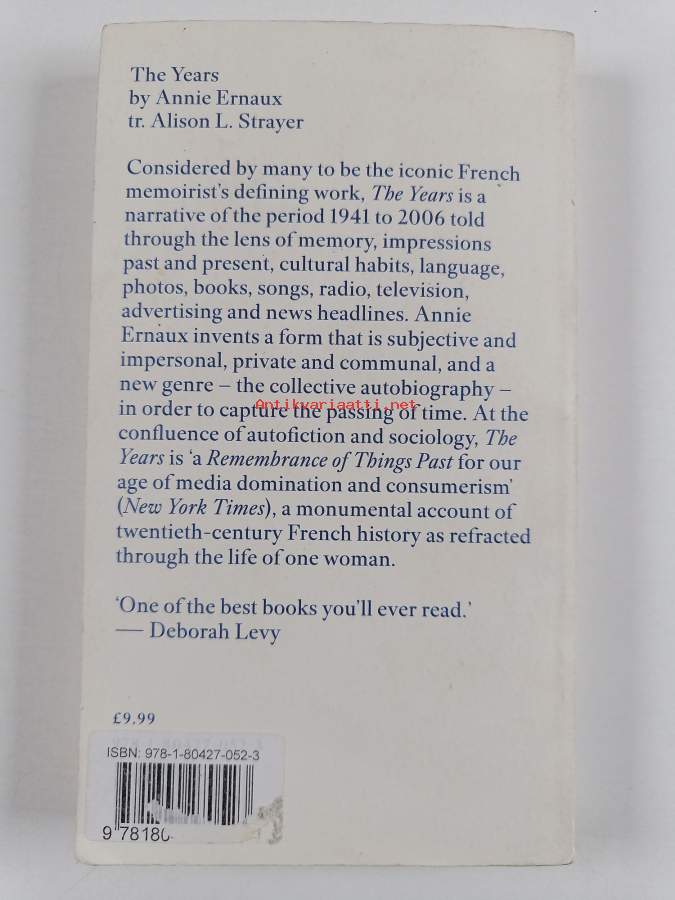 The Years
by Annie Ernaux
tr. Alison L. Strayer
Considered by many to be the iconic French
memoirist's defining work, The Years is a
narrative of the period 1941 to 2006 told
through the lens of memory, impressions
past and present, cultural habits, language,
photos, books, songs, radio, television,
advertising and news headlines. Annie
Ernaux invents a form that is subjective and
impersonal, private and communal, and a
new genre – the collective autobiography –
Antikvariaatti.net
in order to capture the passing of time. At the
confluence of autofiction and sociology, The
Years is ‘a Remembrance of Things Past for our
age of media domination and consumerism’
(New York Times), a monumental account of
twentieth-century French history as refracted
through the life of one woman.
‘One of the best books you'll ever read.’
— Deborah Levy
£9.99
ISBN: 978-1-80427-052-3
9 78180